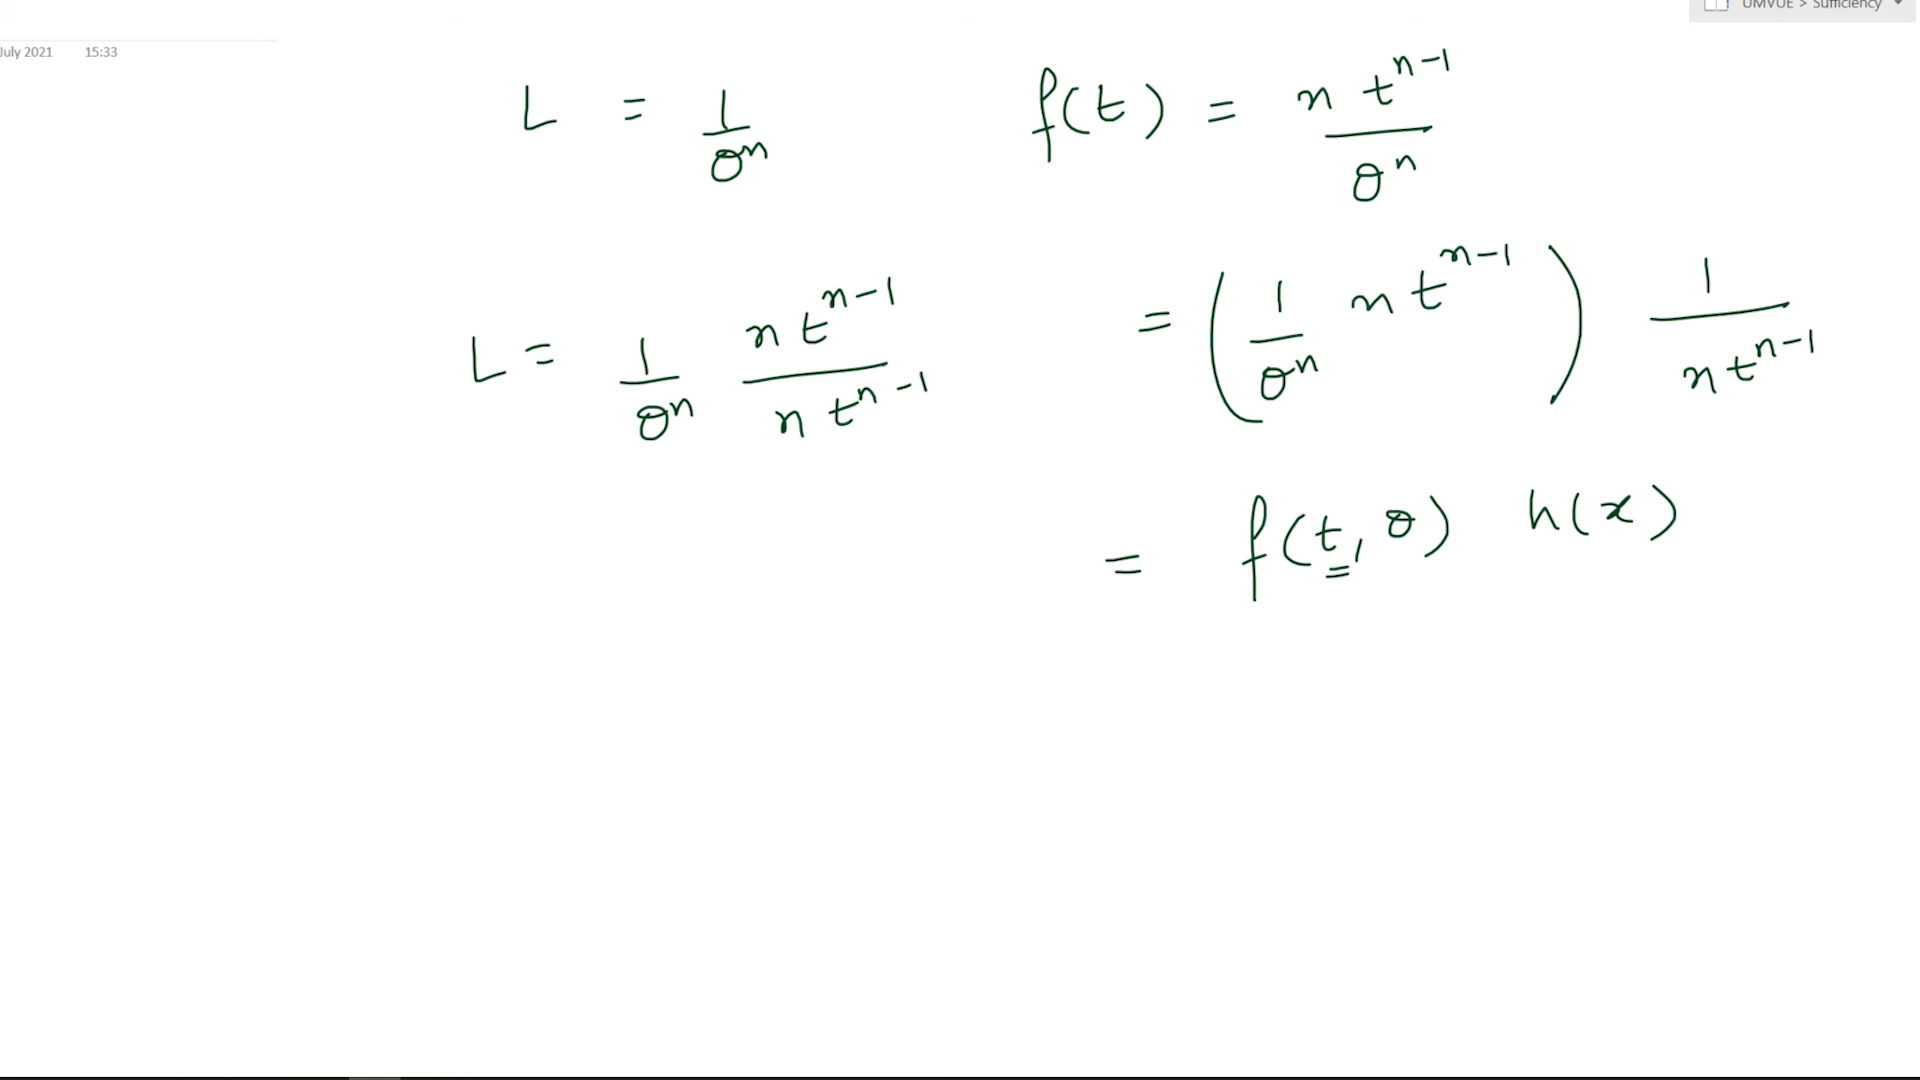 UMVUE > Sufficiency
July 2021 15:33
L = 1/θ^n f(t) = n t^(n-1)/θ^n
L = 1/θ^n n t^(n-1)/n t^(n-1) = (1/θ^n n t^(n-1)) 1/n t^(n-1)
= f(t, θ) h(x)